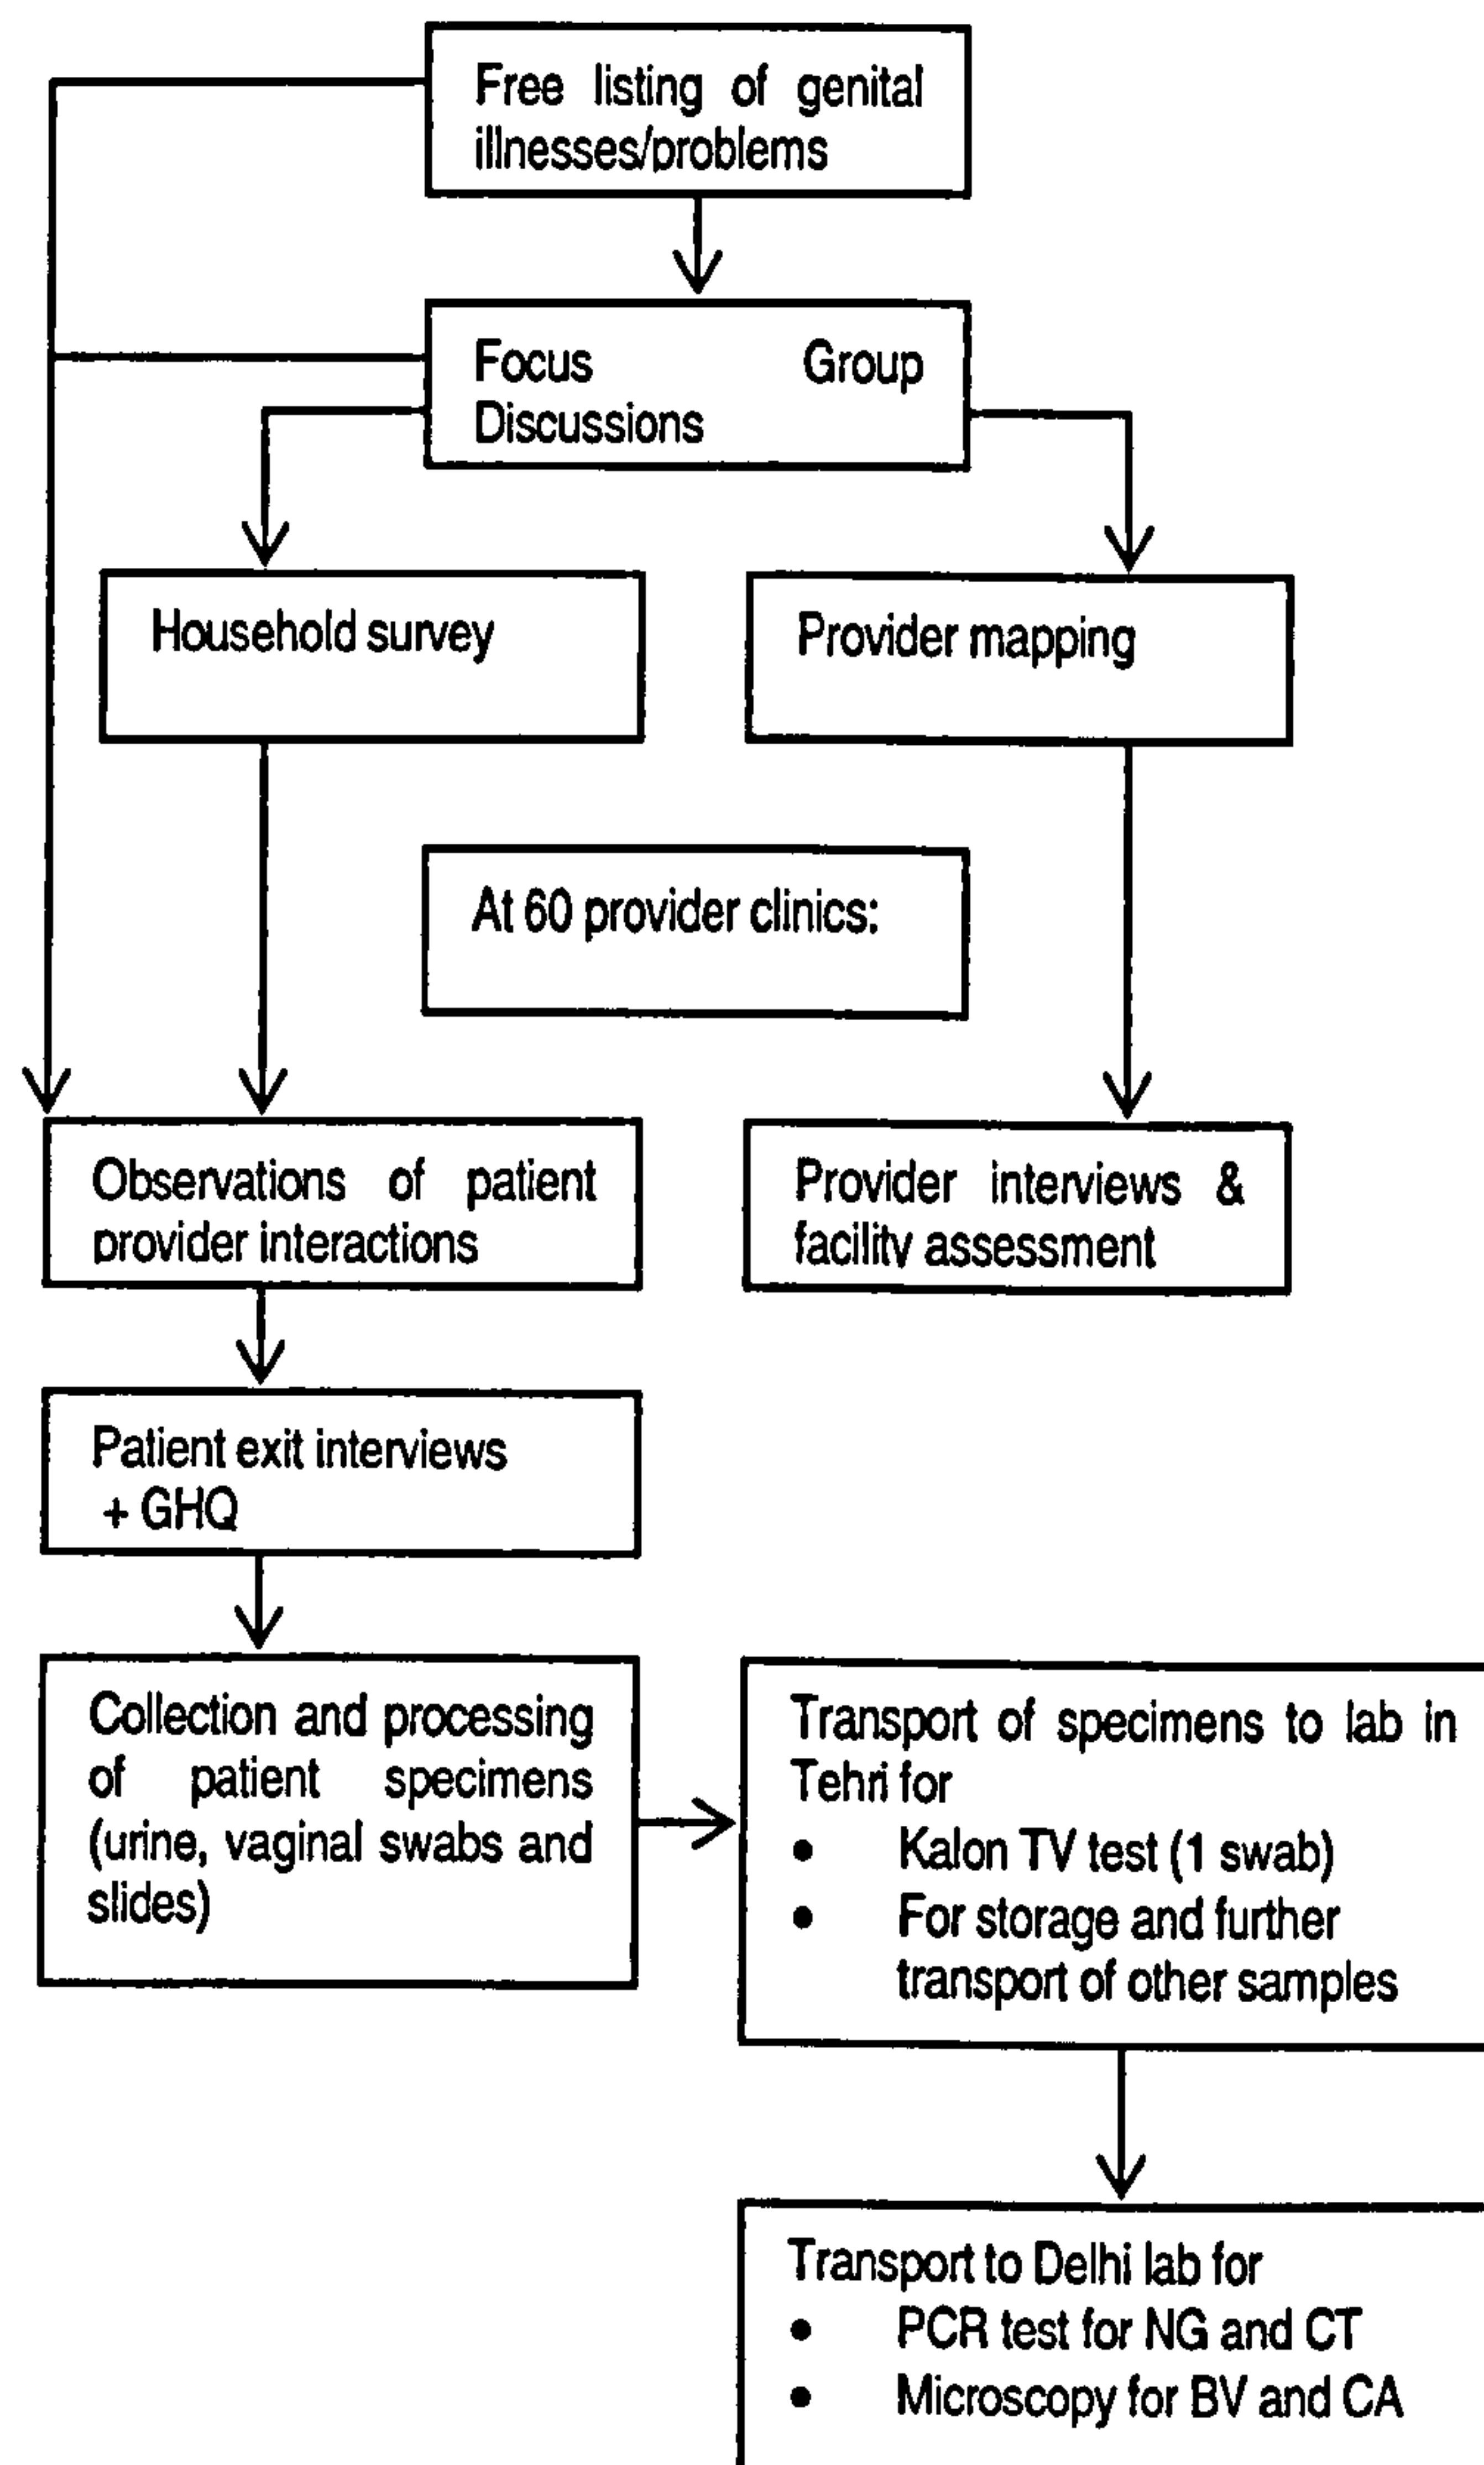 Free listing of genital
illnesses/problems
Focus Group
Discussions
Household survey
Provider mapping
At 60 provider clinics:
Observations of patient
provider interactions
Provider interviews &
facility assessment
Patient exit interviews
+ GHQ
Collection and processing
of patient specimens
(urine, vaginal swabs and
slides)
Transport of specimens to lab in
Tehri for
• Kalon TV test (1 swab)
• For storage and further
transport of other samples
Transport to Delhi lab for
• PCR test for NG and CT
• Microscopy for BV and CA